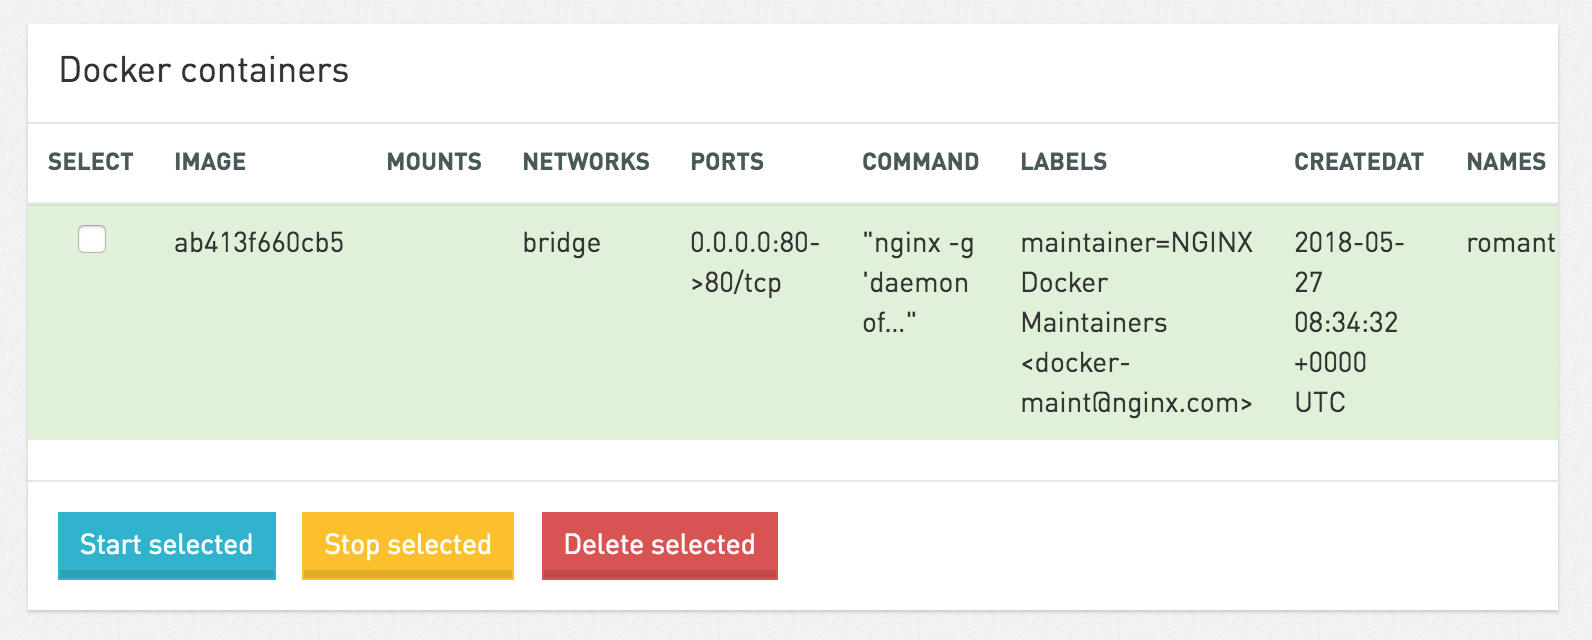 Docker containers
SELECT IMAGE MOUNTS NETWORKS PORTS COMMAND LABELS CREATEDAT NAMES
ab413f660cb5 bridge 0.0.0.0:80- "nginx -g maintainer=NGINX 2018-05- romant
>80/tcp 'daemon Docker 27
of..." Maintainers 08:34:32
<docker- +0000
maint@nginx.com> UTC
Start selected Stop selected Delete selected